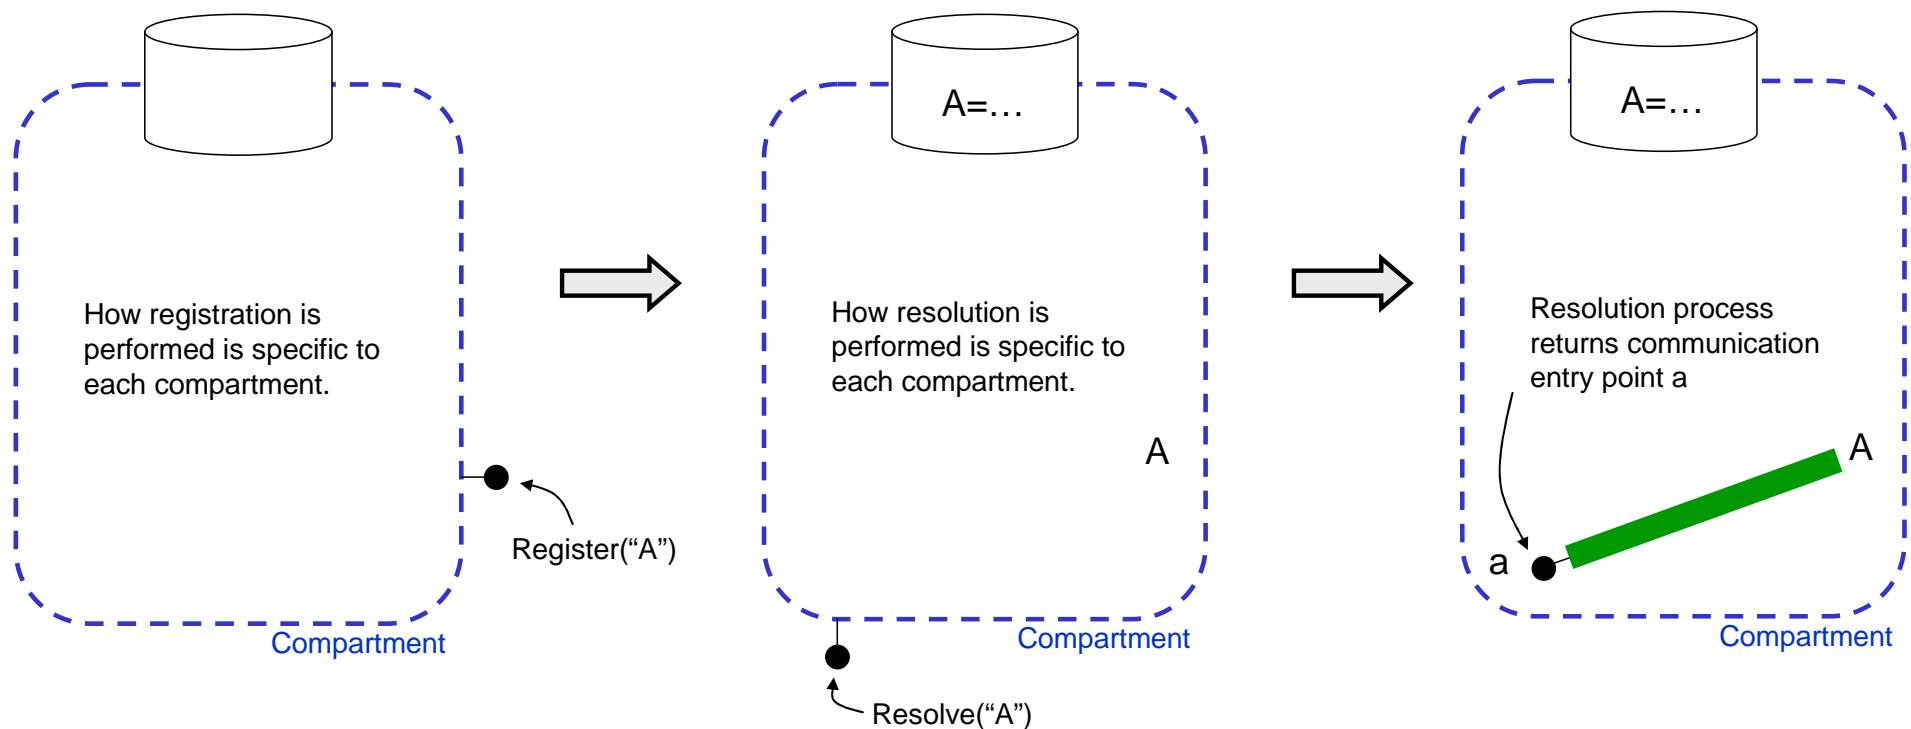 How registration is
performed is specific to
each compartment.
Register(“A”)
Compartment
A=…
How resolution is
performed is specific to
each compartment.
A
Compartment
Resolve(“A”)
A=…
Resolution process
returns communication
entry point a
A
a
Compartment